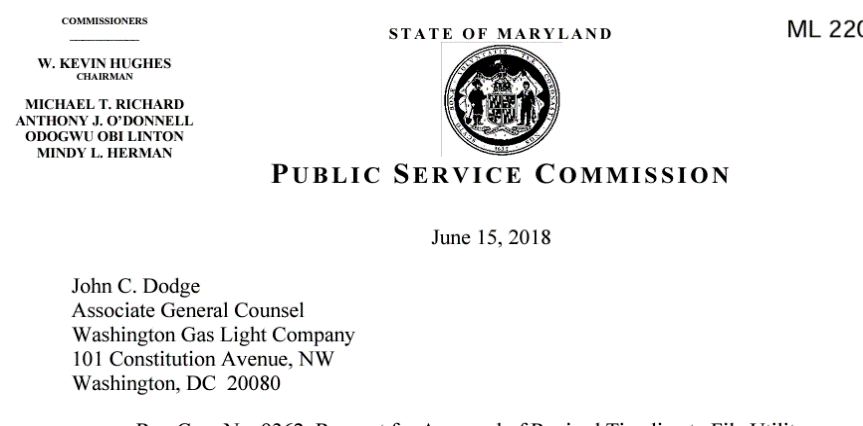 COMMISSIONERS
W. KEVIN HUGHES
CHAIRMAN
MICHAEL T. RICHARD
ANTHONY J. O'DONNELL
ODOGWU OBI LINTON
MINDY L. HERMAN
STATE OF MARYLAND
ML 220
PUBLIC SERVICE COMMISSION
June 15, 2018
John C. Dodge
Associate General Counsel
Washington Gas Light Company
101 Constitution Avenue, NW
Washington, DC 20080